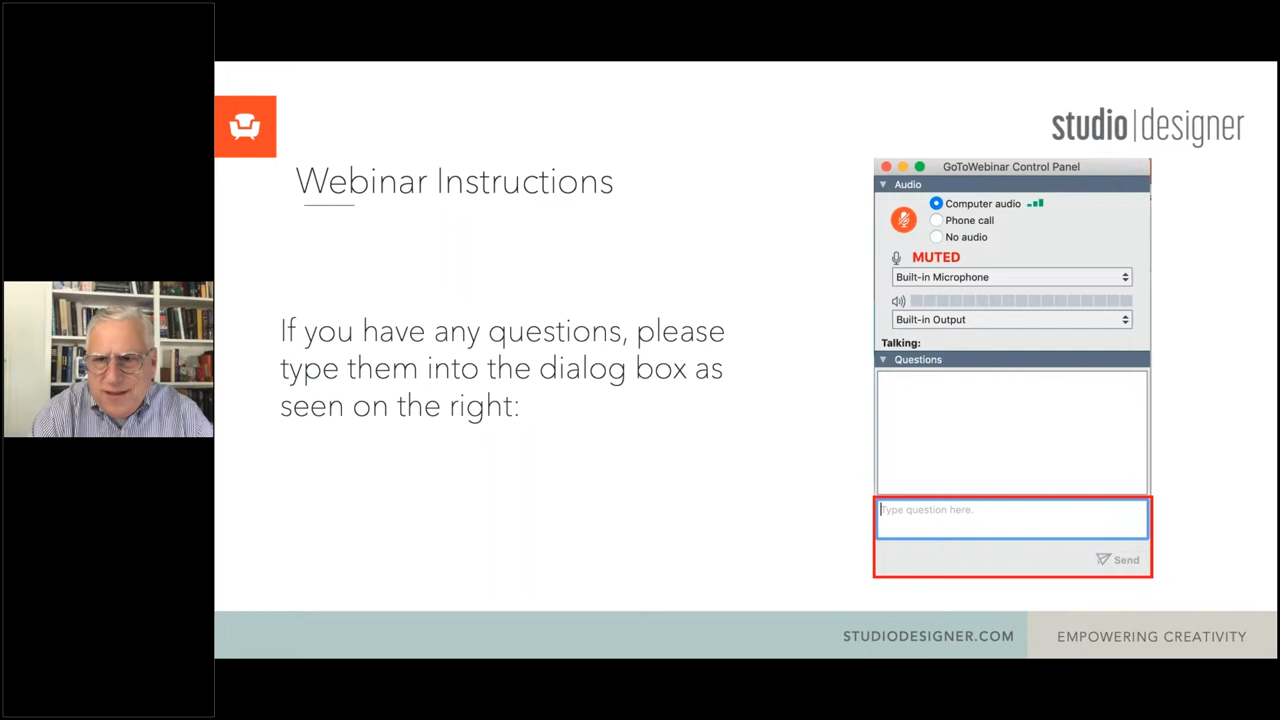 studio|designer
Webinar Instructions
If you have any questions, please
type them into the dialog box as
seen on the right:
GoToWebinar Control Panel
Audio
Computer audio
Phone call
No audio
MUTED
Built-in Microphone
Built-in Output
Talking:
Questions
Type question here.
Send
STUDIODESIGNER.COM
EMPOWERING CREATIVITY